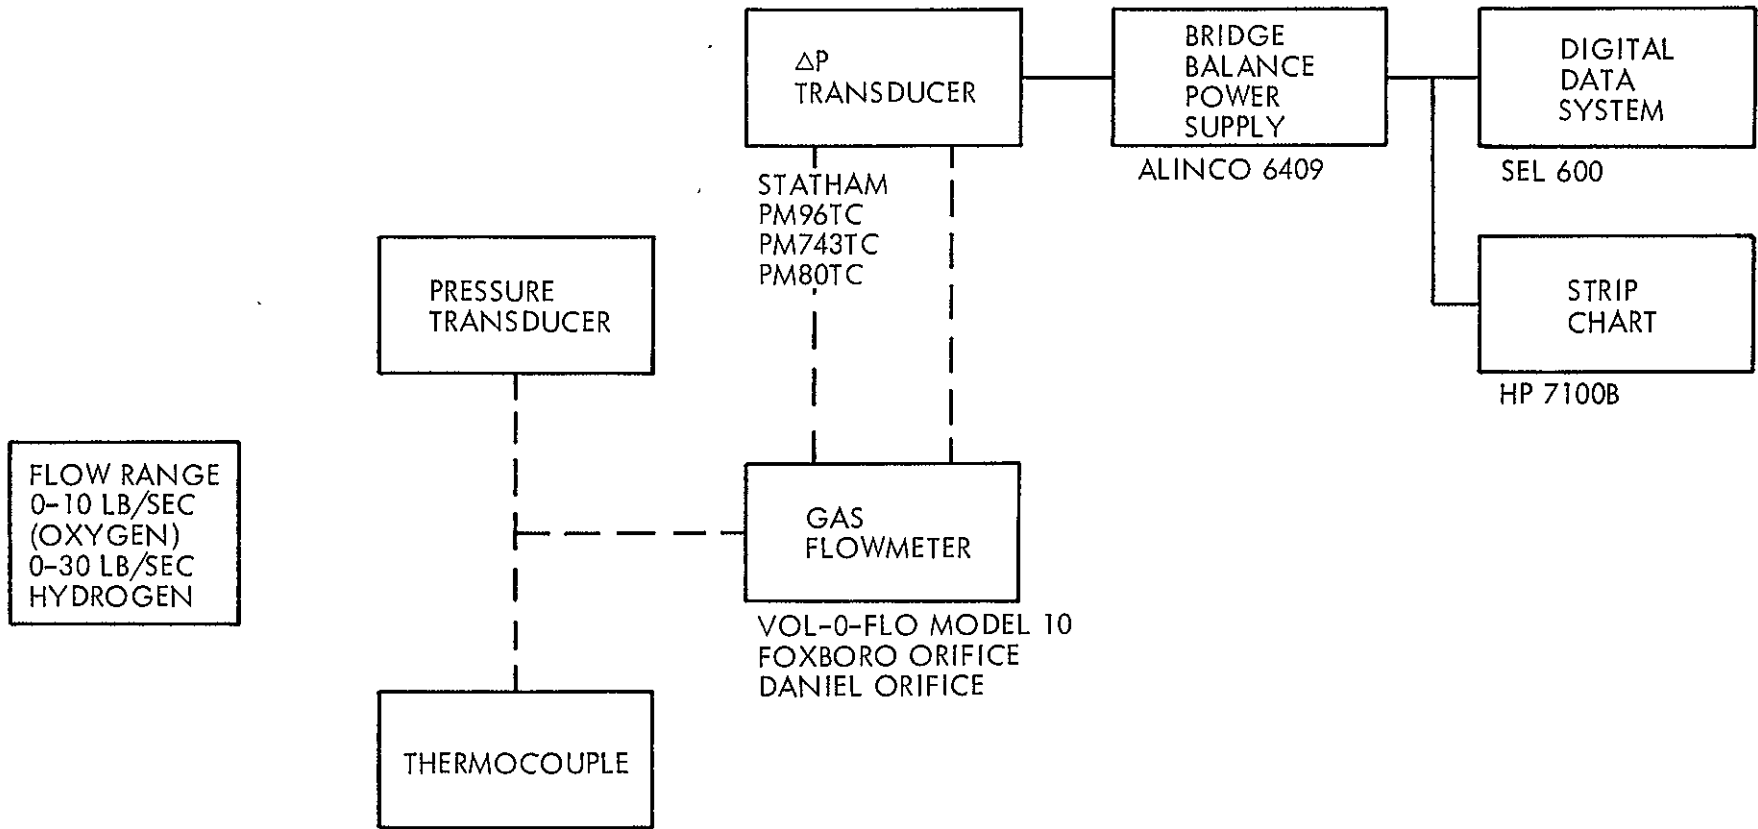 △P
TRANSDUCER
STATHAM
PM96TC
PM743TC
PM80TC
BRIDGE
BALANCE
POWER
SUPPLY
ALINCO 6409
DIGITAL
DATA
SYSTEM
SEL 600
STRIP
CHART
HP 7100B
PRESSURE
TRANSDUCER
FLOW RANGE
0-10 LB/SEC
(OXYGEN)
0-30 LB/SEC
HYDROGEN
GAS
FLOWMETER
VOL-0-FLO MODEL 10
FOXBORO ORIFICE
DANIEL ORIFICE
THERMOCOUPLE